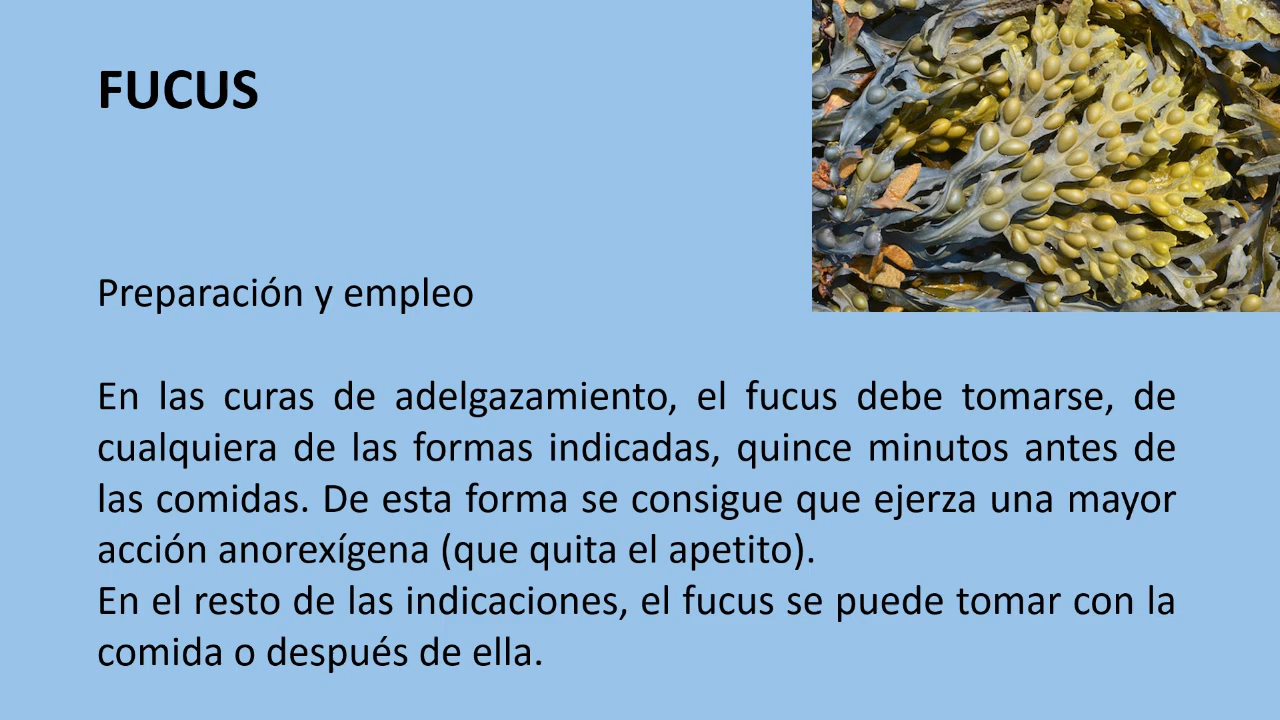 FUCUS
Preparación y empleo
En las curas de adelgazamiento, el fucus debe tomarse, de
cualquiera de las formas indicadas, quince minutos antes de
las comidas. De esta forma se consigue que ejerza una mayor
acción anorexígena (que quita el apetito).
En el resto de las indicaciones, el fucus se puede tomar con la
comida o después de ella.